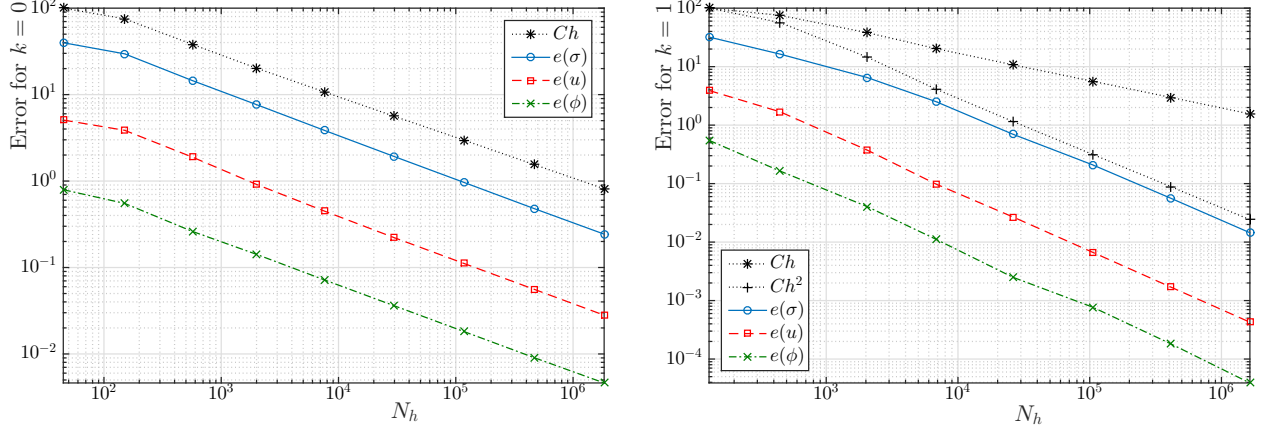 Error for k = 0
10^2
10^1
10^0
10^{-1}
10^{-2}
Ch
e(σ)
e(u)
e(ϕ)
10^2
10^3
10^4
10^5
10^6
N_h
Error for k = 1
10^2
10^1
10^0
10^{-1}
10^{-2}
10^{-3}
10^{-4}
Ch
Ch^2
e(σ)
e(u)
e(ϕ)
10^3
10^4
10^5
10^6
N_h